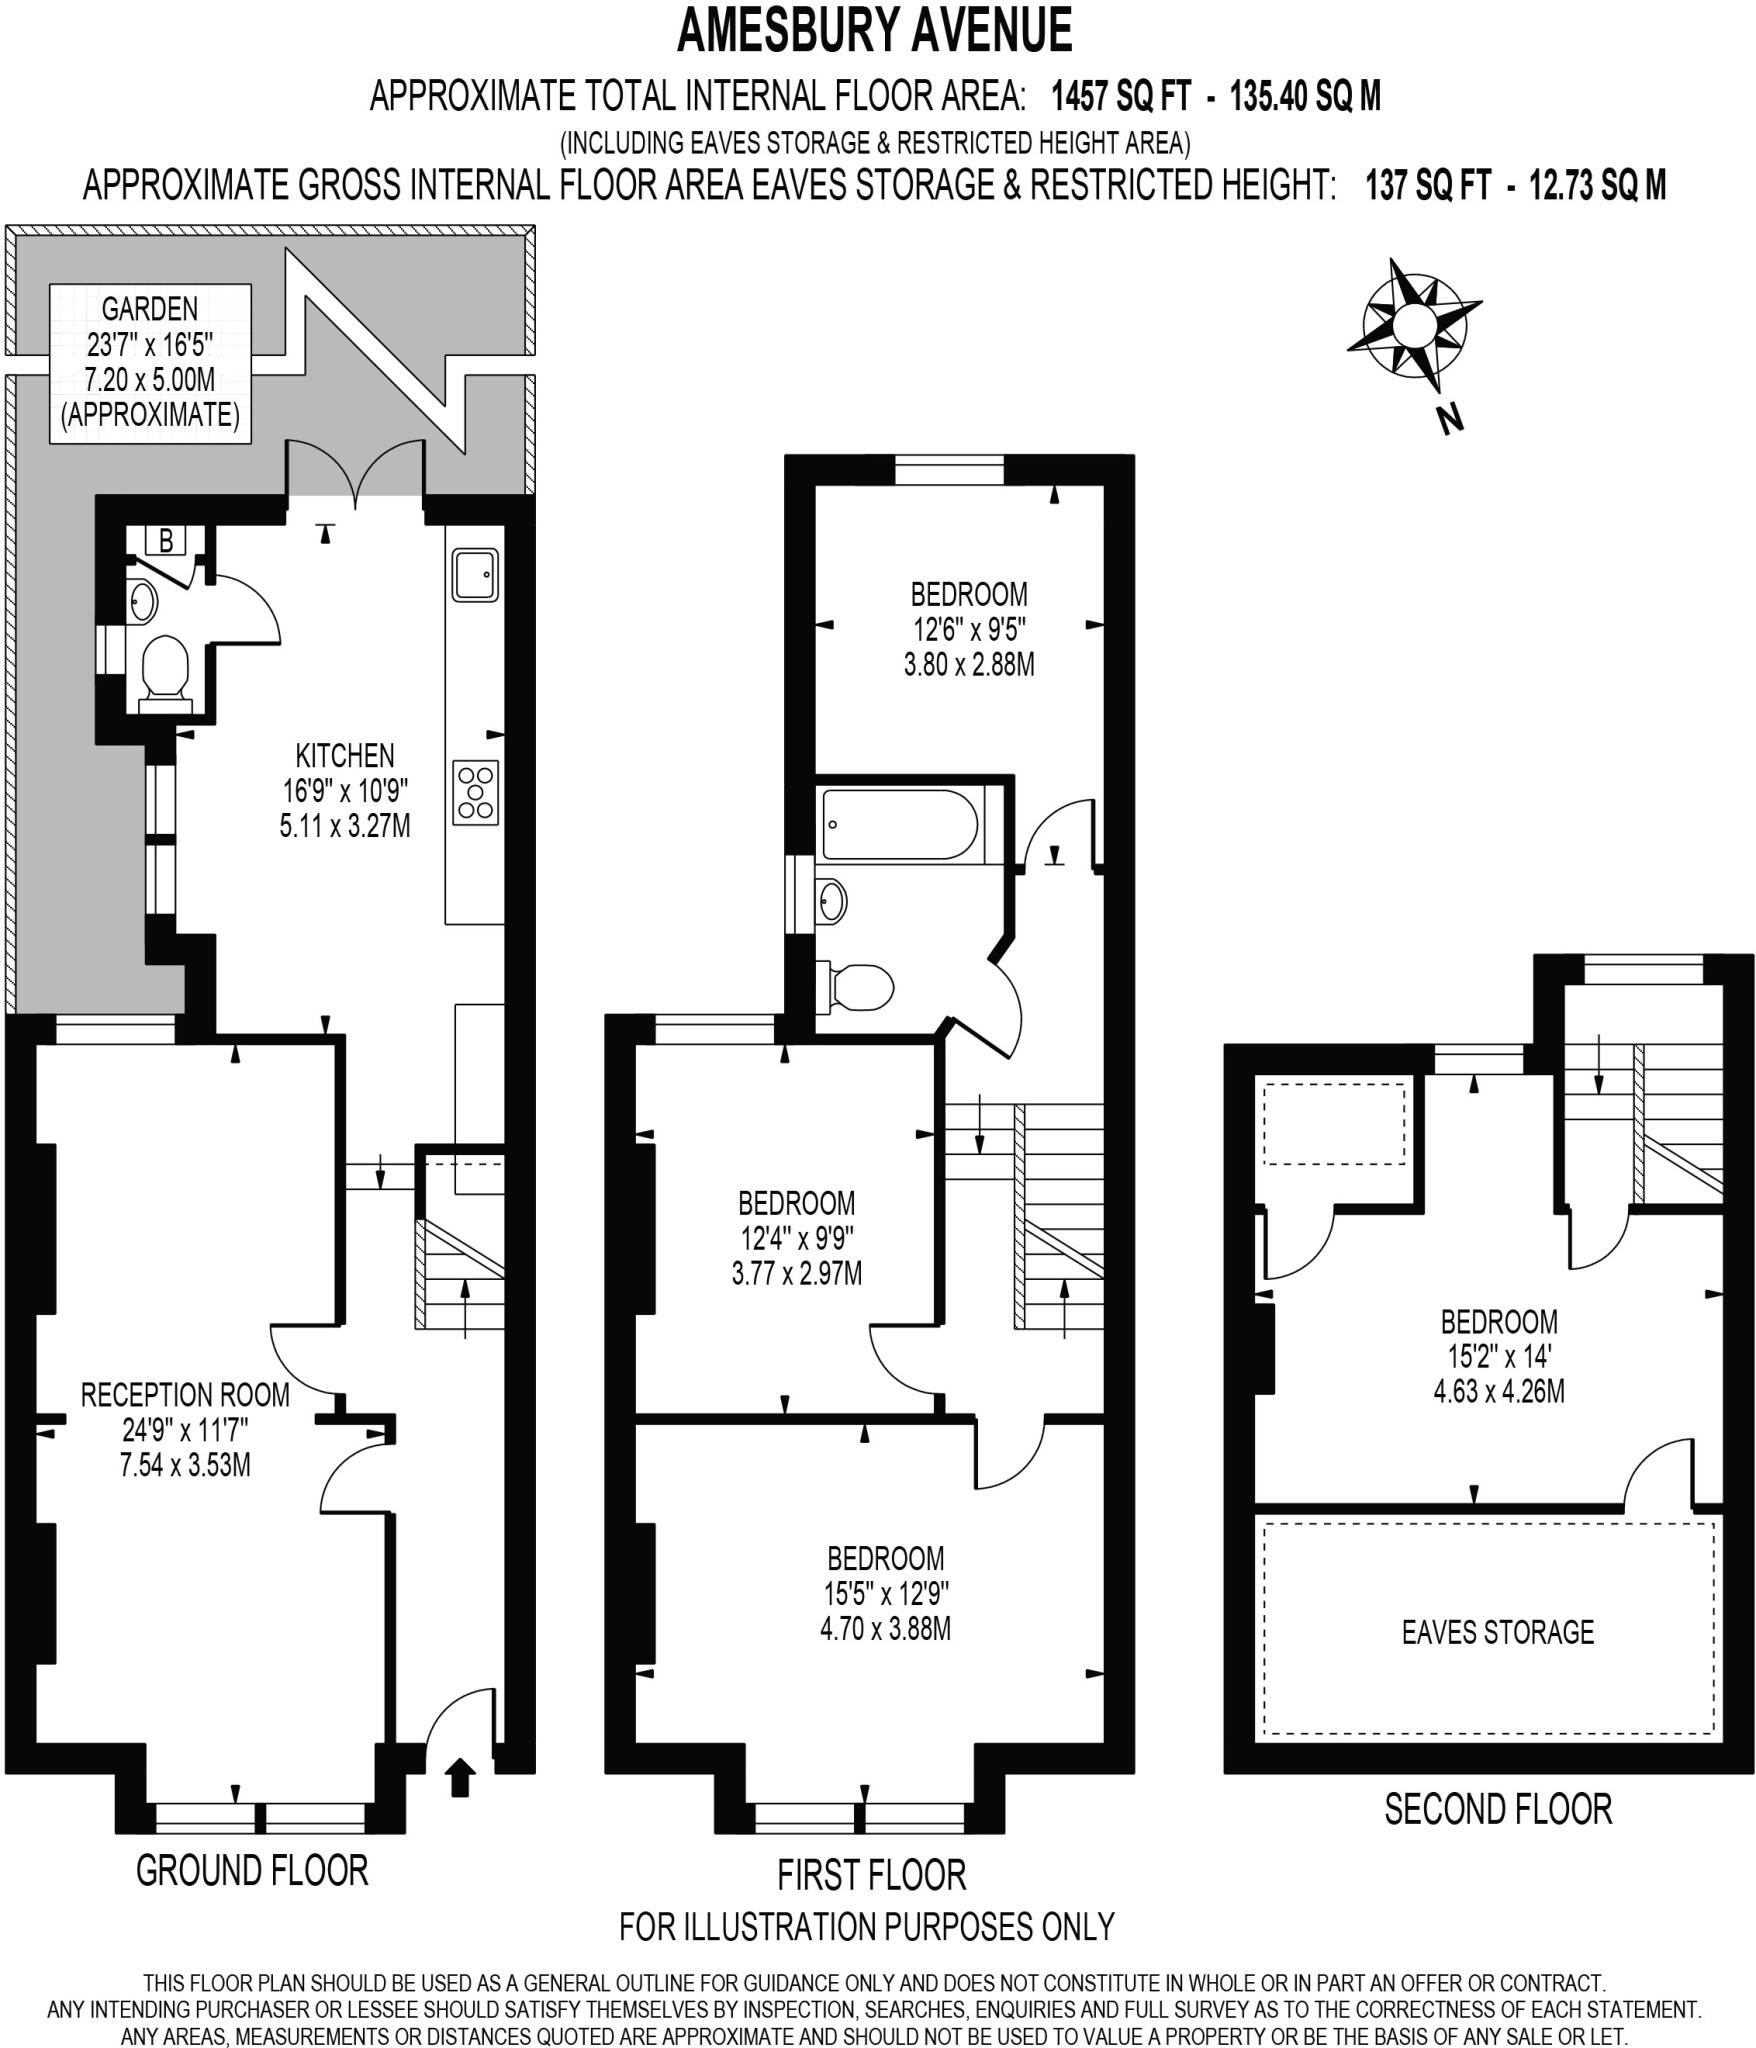 AMESBURY AVENUE
APPROXIMATE TOTAL INTERNAL FLOOR AREA: 1457 SQ FT - 135.40 SQ M
(INCLUDING EAVES STORAGE & RESTRICTED HEIGHT AREA)
APPROXIMATE GROSS INTERNAL FLOOR AREA EAVES STORAGE & RESTRICTED HEIGHT: 137 SQ FT - 12.73 SQ M
GARDEN
23'7" x 16'5"
7.20 x 5.00M
(APPROXIMATE)
N
B
KITCHEN
16'9" x 10'9"
5.11 x 3.27M
RECEPTION ROOM
24'9" x 11'7"
7.54 x 3.53M
GROUND FLOOR
BEDROOM
12'6" x 9'5"
3.80 x 2.88M
BEDROOM
12'4" x 9'9"
3.77 x 2.97M
BEDROOM
15'5" x 12'9"
4.70 x 3.88M
FIRST FLOOR
BEDROOM
15'2" x 14'
4.63 x 4.26M
EAVES STORAGE
SECOND FLOOR
FOR ILLUSTRATION PURPOSES ONLY
THIS FLOOR PLAN SHOULD BE USED AS A GENERAL OUTLINE FOR GUIDANCE ONLY AND DOES NOT CONSTITUTE IN WHOLE OR IN PART AN OFFER OR CONTRACT.
ANY INTENDING PURCHASER OR LESSEE SHOULD SATISFY THEMSELVES BY INSPECTION, SEARCHES, ENQUIRIES AND FULL SURVEY AS TO THE CORRECTNESS OF EACH STATEMENT.
ANY AREAS, MEASUREMENTS OR DISTANCES QUOTED ARE APPROXIMATE AND SHOULD NOT BE USED TO VALUE A PROPERTY OR BE THE BASIS OF ANY SALE OR LET.